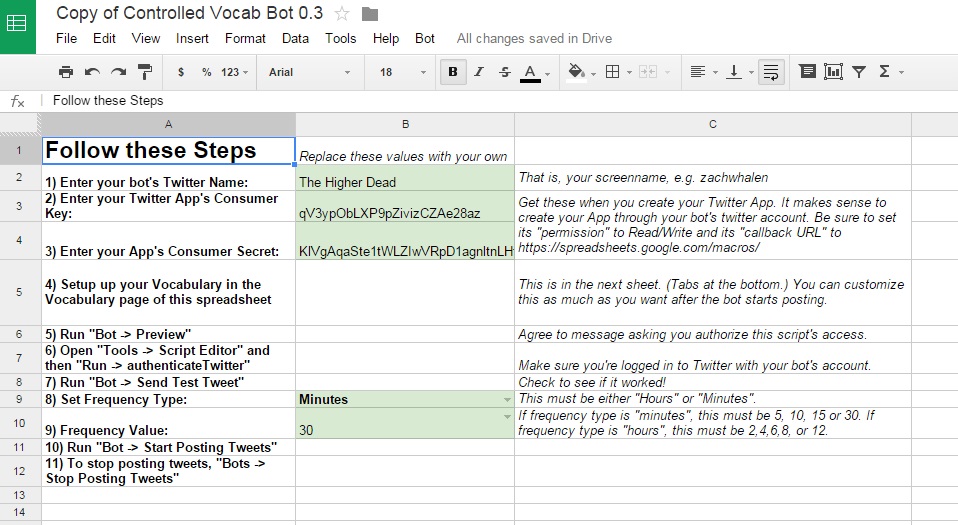 Copy of Controlled Vocab Bot 0.3
File Edit View Insert Format Data Tools Help Bot All changes saved in Drive
$ % 123 Arial 18 B I S A Σ
fx Follow these Steps
A B C
1 Follow these Steps Replace these values with your own
2 1) Enter your bot's Twitter Name: The Higher Dead That is, your screenname, e.g. zachwhalen
3 2) Enter your Twitter App's Consumer
Key: qV3ypObLXP9pZivizCZAe28az
Get these when you create your Twitter App. It makes sense to
create your App through your bot's twitter account. Be sure to set
its "permission" to Read/Write and its "callback URL" to
https://spreadsheets.google.com/macros/
4 3) Enter your App's Consumer Secret:
5 4) Setup up your Vocabulary in the
Vocabulary page of this spreadsheet
This is in the next sheet. (Tabs at the bottom.) You can customize
this as much as you want after the bot starts posting.
6 5) Run "Bot -> Preview" Agree to message asking you authorize this script's access.
7 6) Open "Tools -> Script Editor" and
then "Run -> authenticateTwitter" Make sure you're logged in to Twitter with your bot's account.
8 7) Run "Bot -> Send Test Tweet" Check to see if it worked!
9 8) Set Frequency Type: Minutes This must be either "Hours" or "Minutes".
10 9) Frequency Value: 30
If frequency type is "minutes", this must be 5, 10, 15 or 30. If
frequency type is "hours", this must be 2,4,6,8, or 12.
11 10) Run "Bot -> Start Posting Tweets"
12 11) To stop posting tweets, "Bots ->
Stop Posting Tweets"
13
14